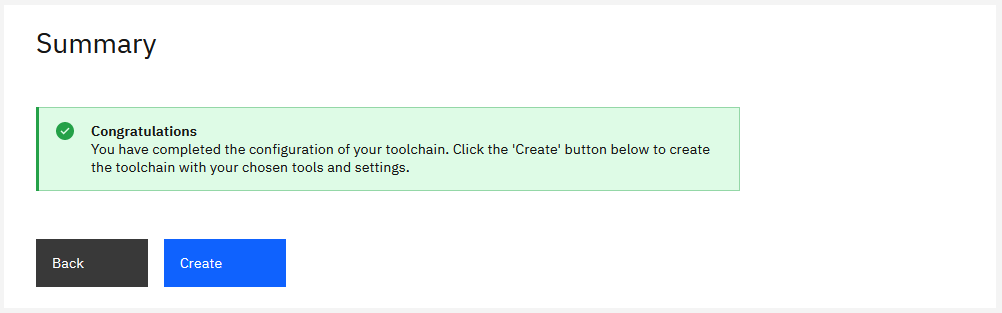 Summary
Congratulations
You have completed the configuration of your toolchain. Click the 'Create' button below to create
the toolchain with your chosen tools and settings.
Back
Create